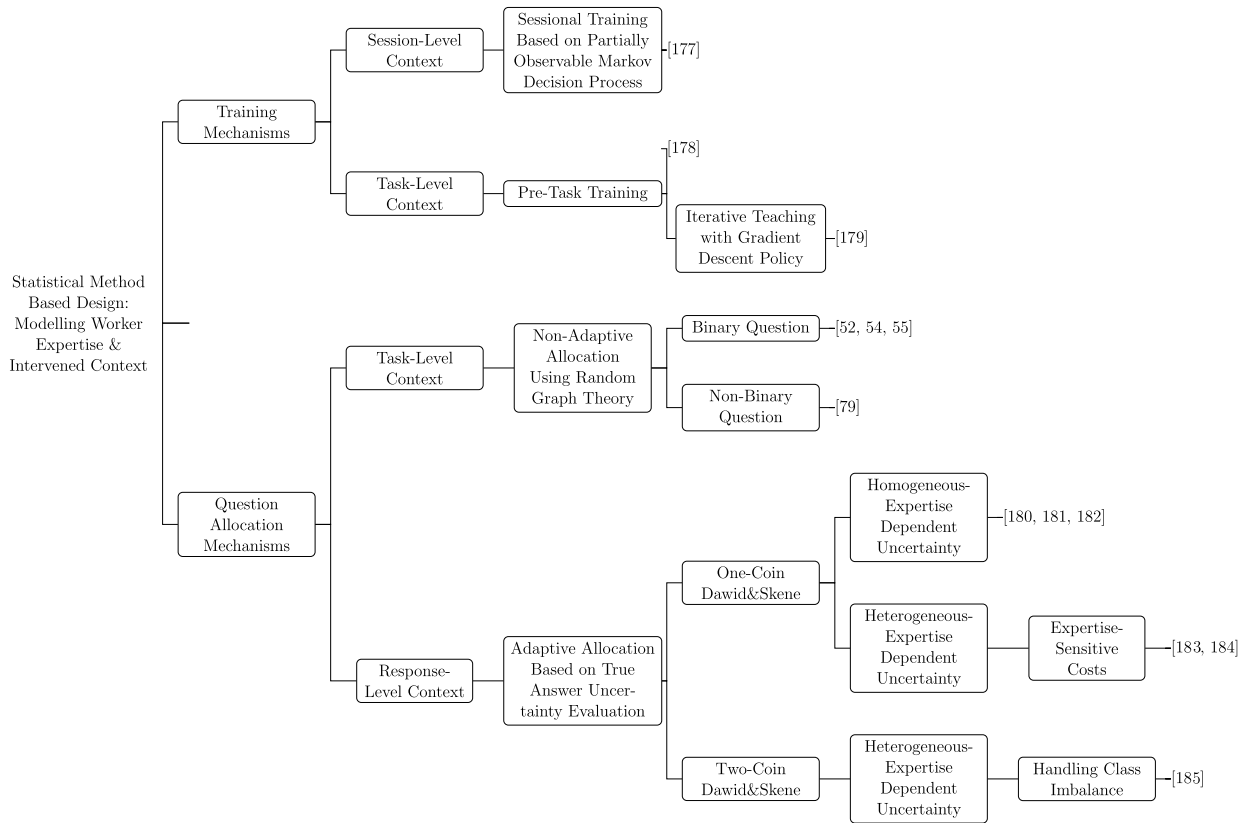 Statistical Method
Based Design:
Modelling Worker
Expertise &
Intervened Context
Training
Mechanisms
Session-Level
Context
Sessional Training
Based on Partially
Observable Markov
Decision Process
[177]
Task-Level
Context
Pre-Task Training
[178]
Iterative Teaching
with Gradient
Descent Policy
[179]
Question
Allocation
Mechanisms
Task-Level
Context
Non-Adaptive
Allocation
Using Random
Graph Theory
Binary Question
[52, 54, 55]
Non-Binary
Question
[79]
Response-
Level Context
Adaptive Allocation
Based on True
Answer Uncer-
tainty Evaluation
One-Coin
Dawid&Skene
Homogeneous-
Expertise
Dependent
Uncertainty
[180, 181, 182]
Heterogeneous-
Expertise
Dependent
Uncertainty
Expertise-
Sensitive
Costs
[183, 184]
Two-Coin
Dawid&Skene
Heterogeneous-
Expertise
Dependent
Uncertainty
Handling Class
Imbalance
[185]